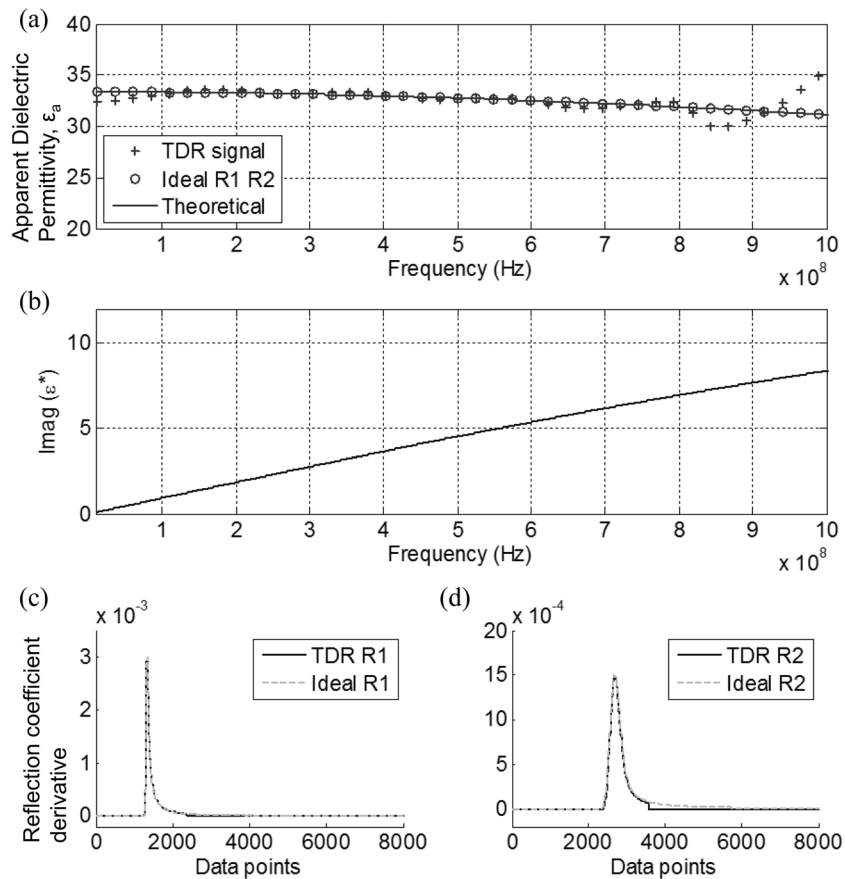 (a)
40
35
30
25
20
Apparent Dielectric
Permittivity, εa
TDR signal
Ideal R1 R2
Theoretical
1 2 3 4 5 6 7 8 9 10
Frequency (Hz)
x 10^8
(b)
10
5
0
Imag (ε*)
1 2 3 4 5 6 7 8 9 10
Frequency (Hz)
x 10^8
(c)
x 10^-3
3
2
1
0
Reflection coefficient
derivative
TDR R1
Ideal R1
0 2000 4000 6000 8000
Data points
(d)
x 10^-4
20
15
10
5
0
TDR R2
Ideal R2
0 2000 4000 6000 8000
Data points